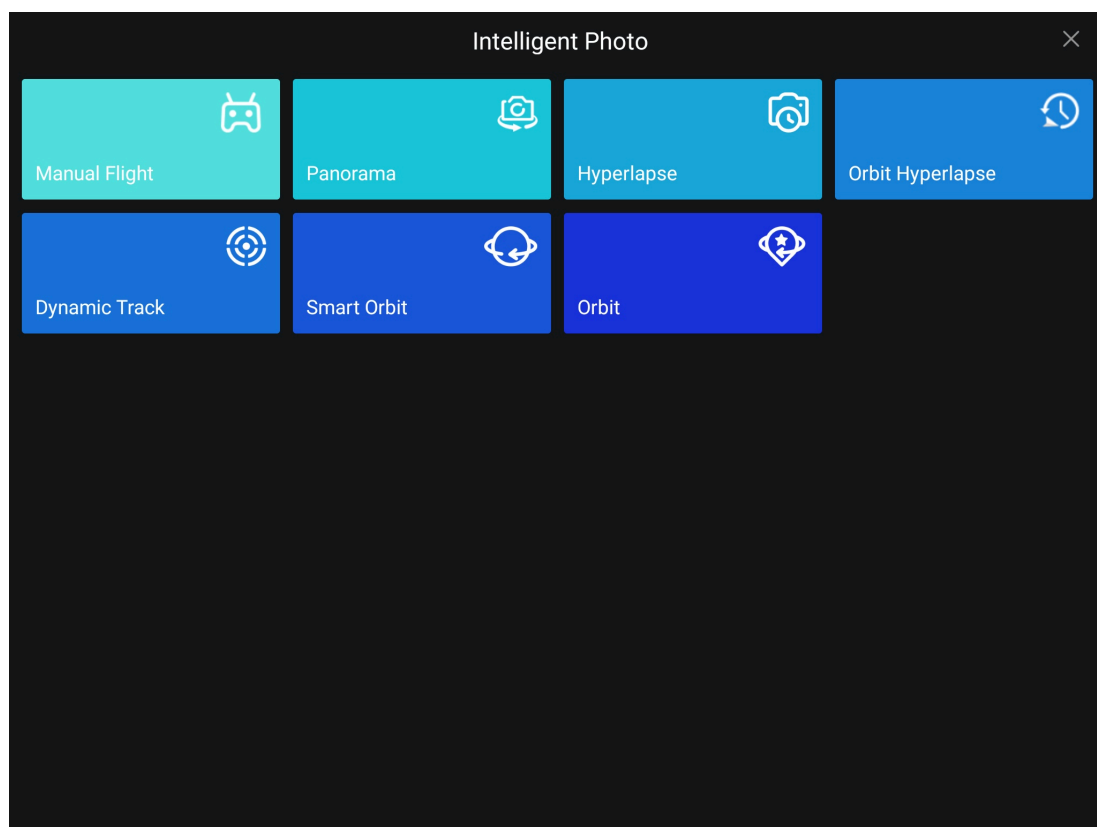 Intelligent Photo
Manual Flight
Panorama
Hyperlapse
Orbit Hyperlapse
Dynamic Track
Smart Orbit
Orbit